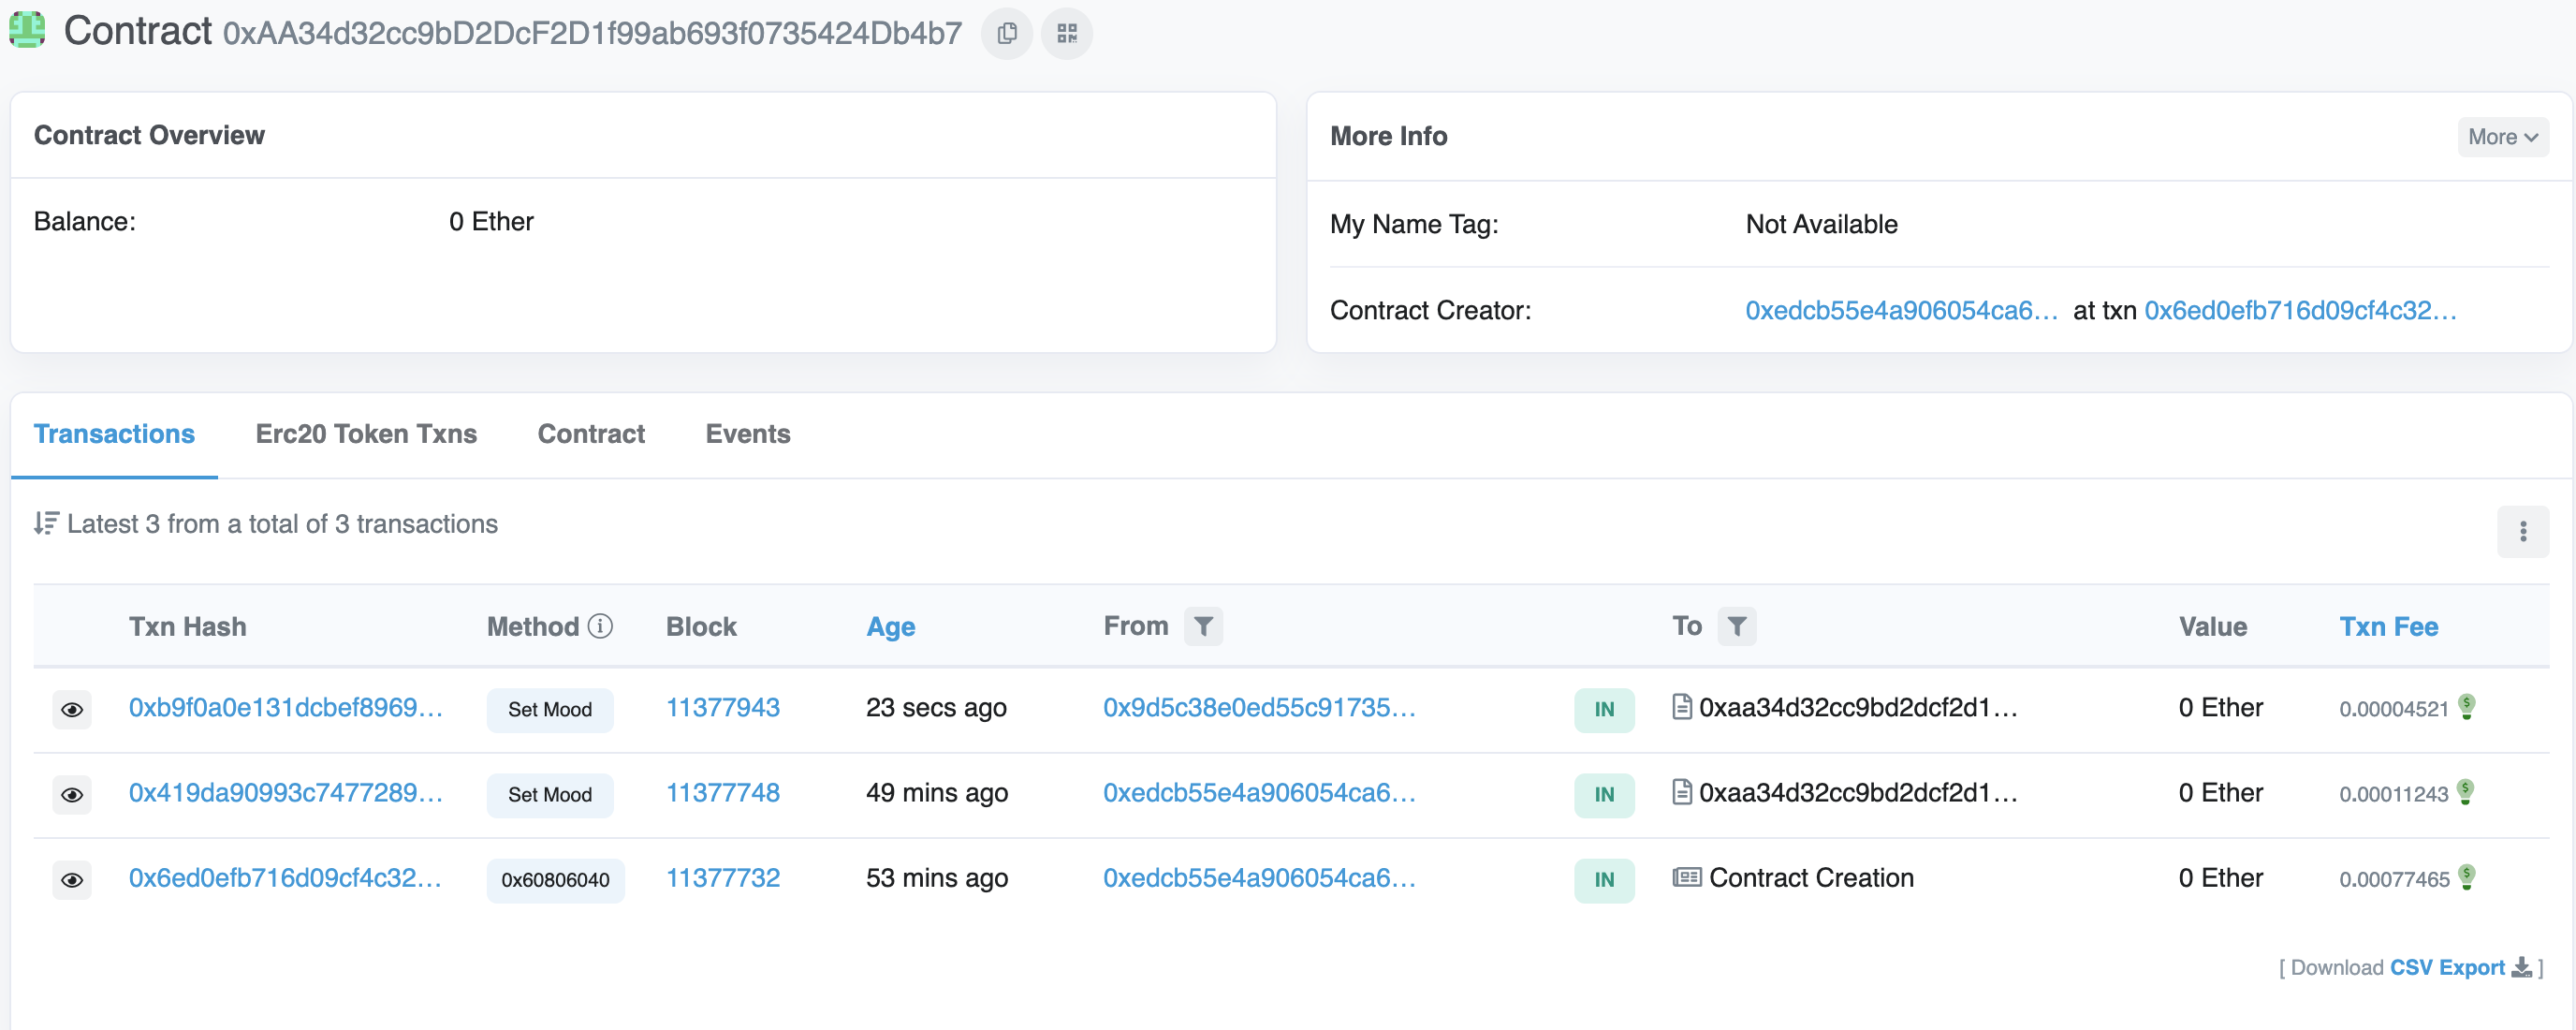 Contract 0xAA34d32cc9bD2DcF2D1f99ab693f0735424Db4b7
Contract Overview
Balance: 0 Ether
More Info More
My Name Tag: Not Available
Contract Creator: 0xedcb55e4a906054ca6... at txn 0x6ed0efb716d09cf4c32...
Transactions Erc20 Token Txns Contract Events
Latest 3 from a total of 3 transactions
Txn Hash Method Block Age From To Value Txn Fee
0xb9f0a0e131dcbef8969... Set Mood 11377943 23 secs ago 0x9d5c38e0ed55c91735... IN 0xaa34d32cc9bd2dcf2d1... 0 Ether 0.00004521
0x419da90993c7477289... Set Mood 11377748 49 mins ago 0xedcb55e4a906054ca6... IN 0xaa34d32cc9bd2dcf2d1... 0 Ether 0.00011243
0x6ed0efb716d09cf4c32... 0x60806040 11377732 53 mins ago 0xedcb55e4a906054ca6... IN Contract Creation 0 Ether 0.00077465
[ Download CSV Export ]